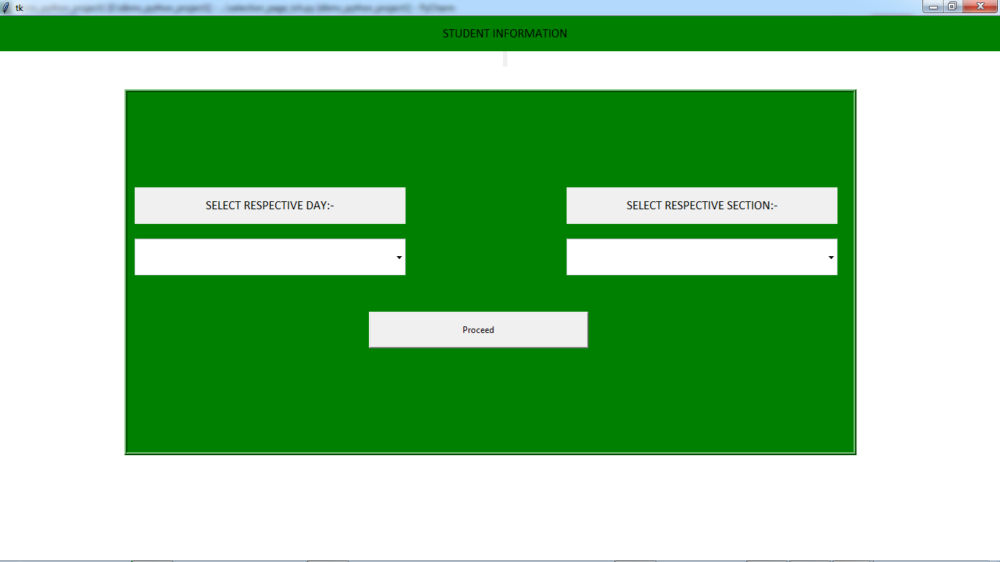 tk
STUDENT INFORMATION
SELECT RESPECTIVE DAY:-
SELECT RESPECTIVE SECTION:-
Proceed